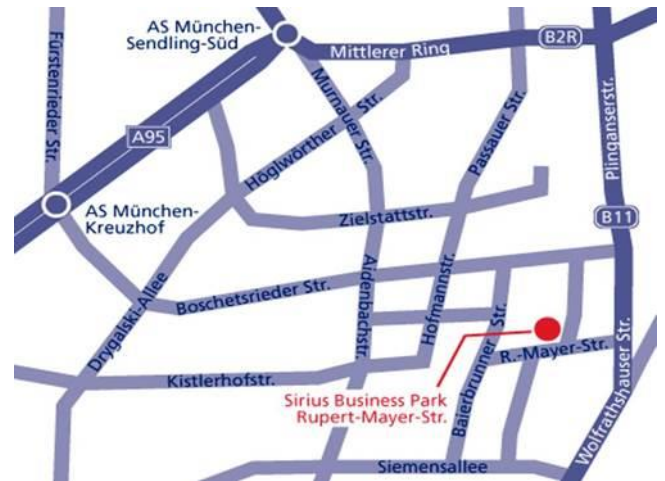 AS München-
Sendling-Süd
Mittlerer Ring
B2R
Fürstenrieder Str.
Murnauer Str.
Höglwörther Str.
Passauer Str.
Plinganserstr.
A95
AS München-
Kreuzhof
Zielstattstr.
B11
Drygalski-Allee
Boschetsrieder Str.
Aidenbachstr.
Hofmannstr.
Baierbrunner Str.
R.-Mayer-Str.
Wolfrathshauser Str.
Kistlerhofstr.
Sirius Business Park
Rupert-Mayer-Str.
Siemensallee